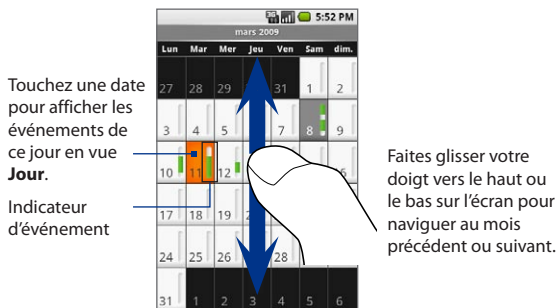 3G
5:52 PM
mars 2009
Lun Mar Mer Jeu Ven Sam dim.
27 28 29 31 1 2
3 4 5 7 8 9
10 11 12
17 18 19
24 25 26 28
31 1 2 3 4 5 6
Touchez une date
pour afficher les
événements de
ce jour en vue
Jour.
Indicateur
d'événement
Faites glisser votre
doigt vers le haut ou
le bas sur l'écran pour
naviguer au mois
précédent ou suivant.